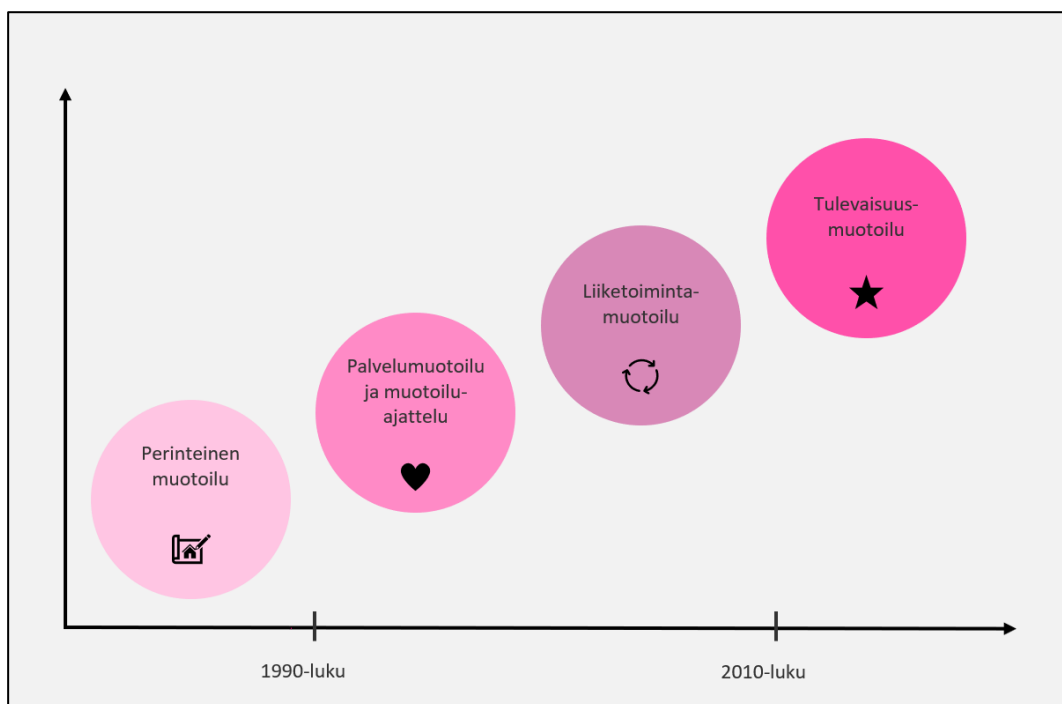 Tulevaisuus-
muotoilu
Liiketoiminta-
muotoilu
Palvelumuotoilu
ja muotoilu-
ajattelu
Perinteinen
muotoilu
1990-luku
2010-luku